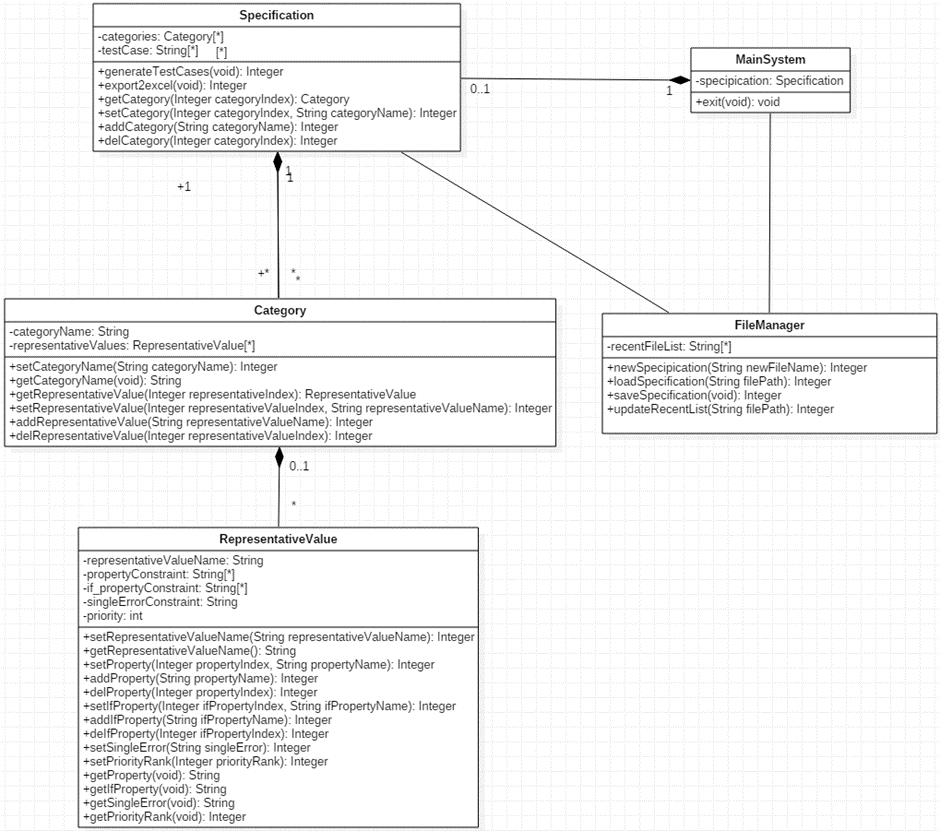 Specification
-categories: Category[*]
-testCase: String[*] [*]
+generateTestCases(void): Integer
+export2excel(void): Integer
+getCategory(Integer categoryIndex): Category
+setCategory(Integer categoryIndex, String categoryName): Integer
+addCategory(String categoryName): Integer
+delCategory(Integer categoryIndex): Integer
0..1
1
MainSystem
-specipication: Specification
+exit(void): void
1
1
+1
+*
*
*
Category
-categoryName: String
-representativeValues: RepresentativeValue[*]
+setCategoryName(String categoryName): Integer
+getCategoryName(void): String
+getRepresentativeValue(Integer representativeIndex): RepresentativeValue
+setRepresentativeValue(Integer representativeValueIndex, String representativeValueName): Integer
+addRepresentativeValue(String representativeValueName): Integer
+delRepresentativeValue(Integer representativeValueIndex): Integer
FileManager
-recentFileList: String[*]
+newSpecipication(String newFileName): Integer
+loadSpecification(String filePath): Integer
+saveSpecification(void): Integer
+updateRecentList(String filePath): Integer
0..1
*
RepresentativeValue
-representativeValueName: String
-propertyConstraint: String[*]
-if_propertyConstraint: String[*]
-singleErrorConstraint: String
-priority: int
+setRepresentativeValueName(String representativeValueName): Integer
+getRepresentativeValueName(): String
+setProperty(Integer propertyIndex, String propertyName): Integer
+addProperty(String propertyName): Integer
+delProperty(Integer propertyIndex): Integer
+setIfProperty(Integer ifPropertyIndex, String ifPropertyName): Integer
+addIfProperty(String ifPropertyName): Integer
+delfProperty(Integer ifPropertyIndex): Integer
+setSingleError(String singleError): Integer
+setPriorityRank(Integer priorityRank): Integer
+getProperty(void): String
+getIfProperty(void): String
+getSingleError(void): String
+getPriorityRank(void): Integer